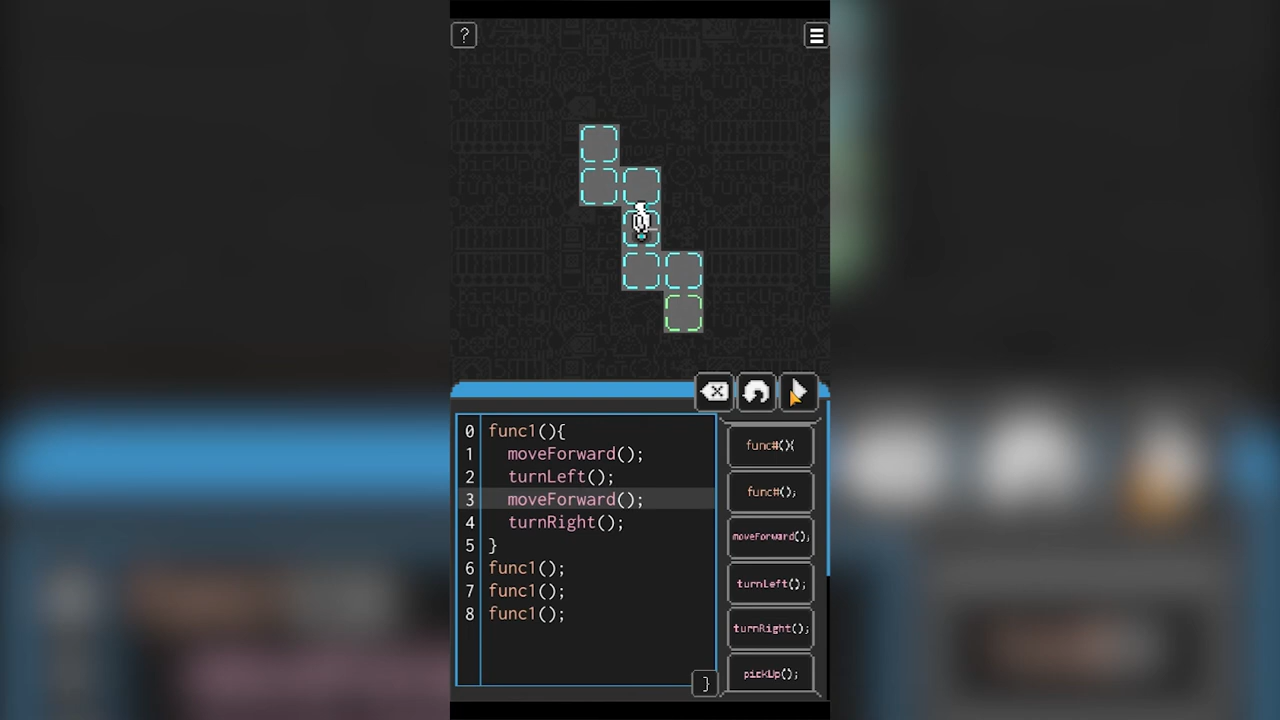 ?
0 func1(){
1 moveForward();
2 turnLeft();
3 moveForward();
4 turnRight();
5 }
6 func1();
7 func1();
8 func1();
}
func#(){
func#();
moveForward();
turnLeft();
turnRight();
pickUp();